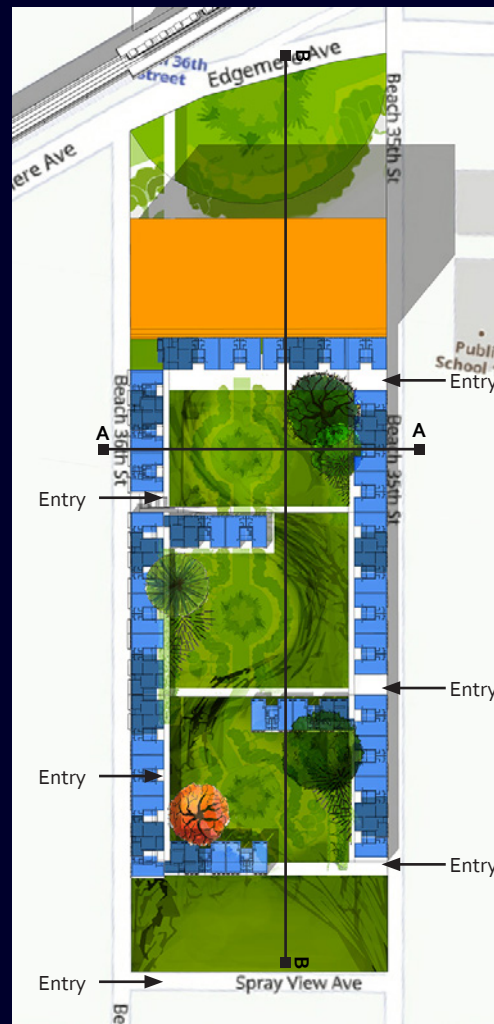 36th
Street
Edgemere Ave
B
ere Ave
Beach 35th St
Publi
School
Entry
Beach 36th St
Beach 35th St
A
A
Entry
Entry
Entry
Entry
B
Entry
Spray View Ave
Be